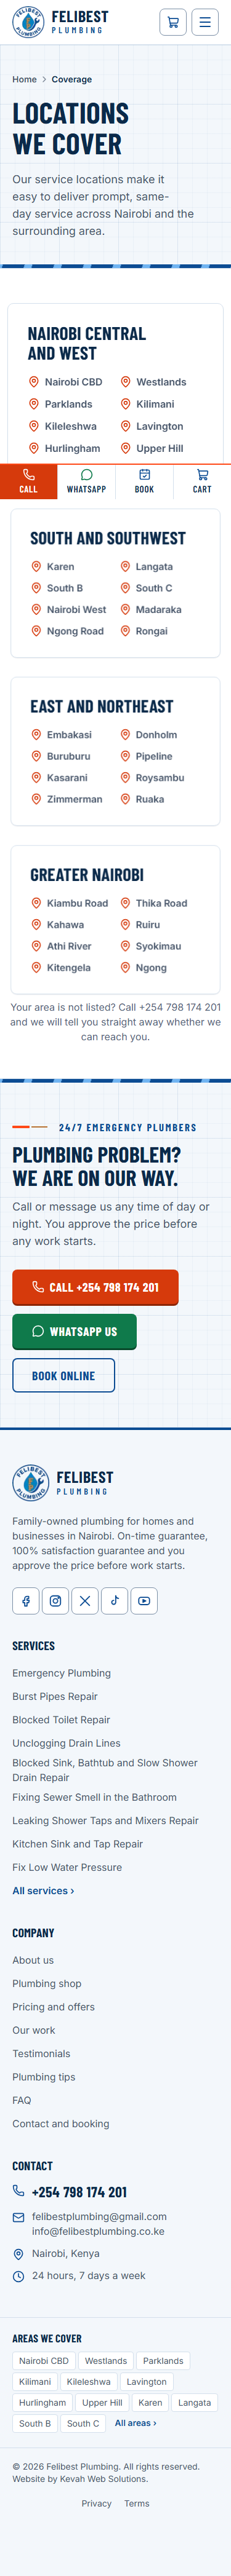 FELIBEST
PLUMBING
Home > Coverage
LOCATIONS
WE COVER
Our service locations make it
easy to deliver prompt, same-
day service across Nairobi and the
surrounding area.
NAIROBI CENTRAL
AND WEST
Nairobi CBD Westlands
Parklands Kilimani
Kileleshwa Lavington
Hurlingham Upper Hill
CALL WHATSAPP BOOK CART
SOUTH AND SOUTHWEST
Karen Langata
South B South C
Nairobi West Madaraka
Ngong Road Rongai
EAST AND NORTHEAST
Embakasi Donholm
Buruburu Pipeline
Kasarani Roysambu
Zimmerman Ruaka
GREATER NAIROBI
Kiambu Road Thika Road
Kahawa Ruiru
Athi River Syokimau
Kitengela Ngong
Your area is not listed? Call +254 798 174 201
and we will tell you straight away whether we
can reach you.
24/7 EMERGENCY PLUMBERS
PLUMBING PROBLEM?
WE ARE ON OUR WAY.
Call or message us any time of day or
night. You approve the price before
any work starts.
CALL +254 798 174 201
WHATSAPP US
BOOK ONLINE
FELIBEST
PLUMBING
Family-owned plumbing for homes and
businesses in Nairobi. On-time guarantee,
100% satisfaction guarantee and you
approve the price before work starts.
SERVICES
Emergency Plumbing
Burst Pipes Repair
Blocked Toilet Repair
Unclogging Drain Lines
Blocked Sink, Bathtub and Slow Shower
Drain Repair
Fixing Sewer Smell in the Bathroom
Leaking Shower Taps and Mixers Repair
Kitchen Sink and Tap Repair
Fix Low Water Pressure
All services ›
COMPANY
About us
Plumbing shop
Pricing and offers
Our work
Testimonials
Plumbing tips
FAQ
Contact and booking
CONTACT
+254 798 174 201
felibestplumbing@gmail.com
info@felibestplumbing.co.ke
Nairobi, Kenya
24 hours, 7 days a week
AREAS WE COVER
Nairobi CBD Westlands Parklands
Kilimani Kileleshwa Lavington
Hurlingham Upper Hill Karen Langata
South B South C All areas ›
© 2026 Felibest Plumbing. All rights reserved.
Website by Kevah Web Solutions.
Privacy Terms